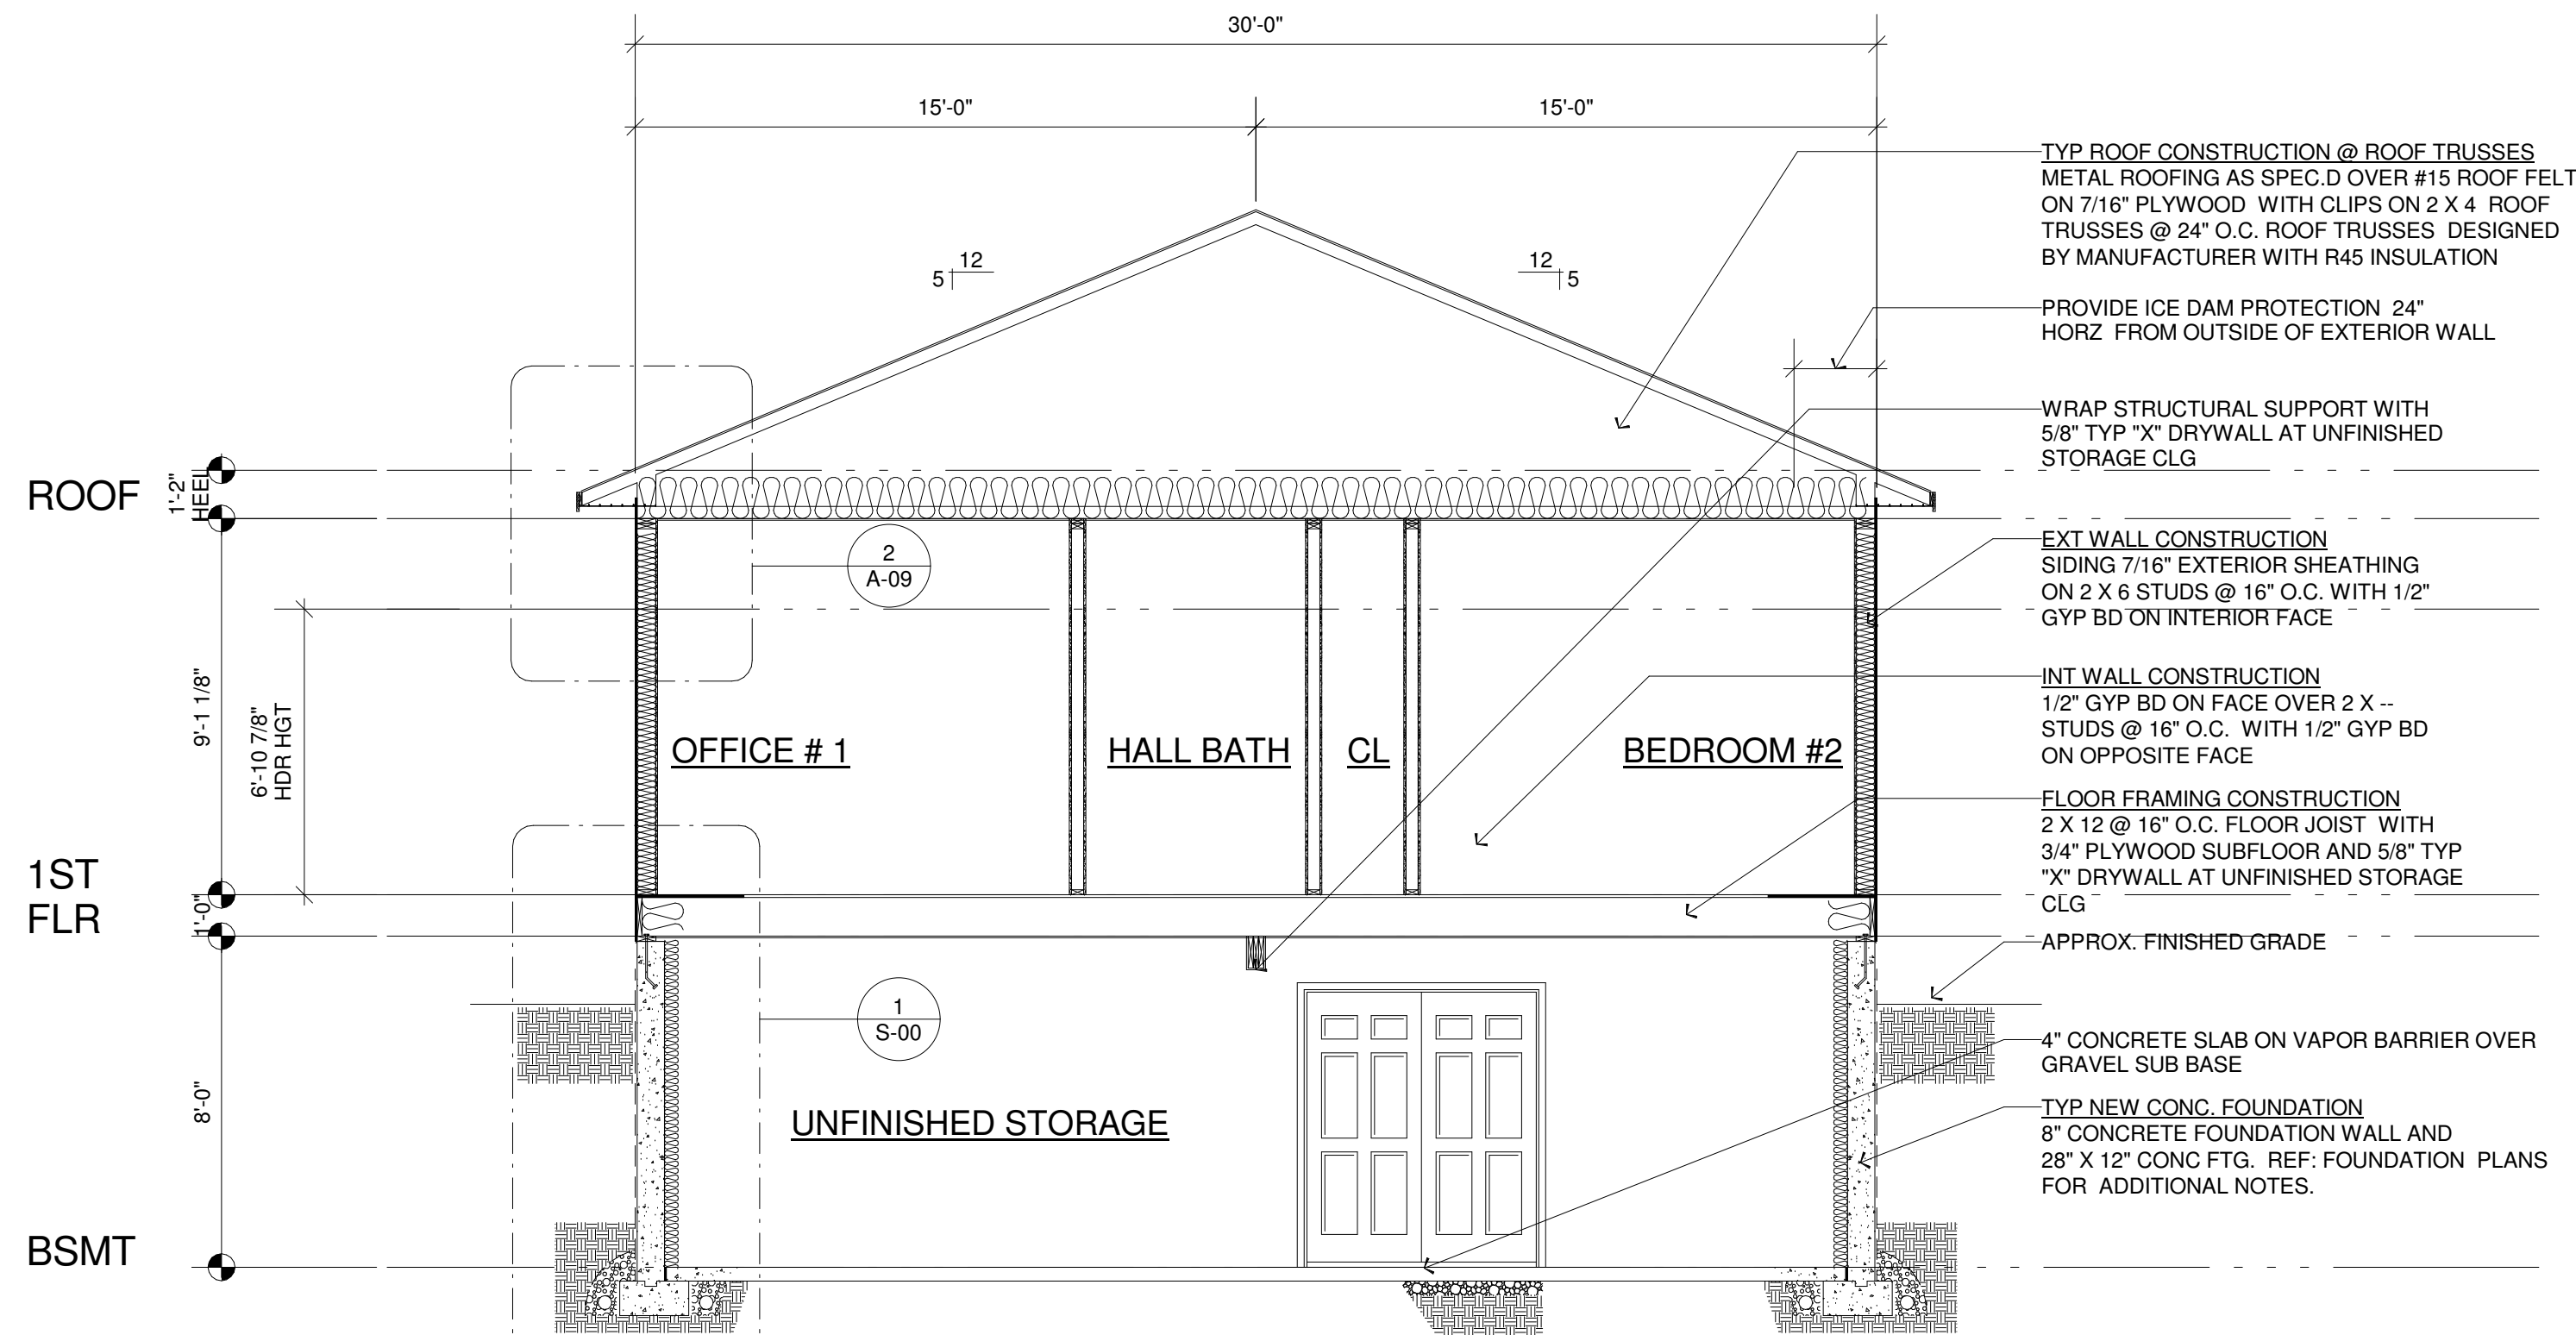 30'-0"
15'-0"
15'-0"
12
5
12
5
TYP ROOF CONSTRUCTION @ ROOF TRUSSES
METAL ROOFING AS SPEC.D OVER #15 ROOF FELT
ON 7/16" PLYWOOD WITH CLIPS ON 2 X 4 ROOF
TRUSSES @ 24" O.C. ROOF TRUSSES DESIGNED
BY MANUFACTURER WITH R45 INSULATION
PROVIDE ICE DAM PROTECTION 24"
HORZ FROM OUTSIDE OF EXTERIOR WALL
WRAP STRUCTURAL SUPPORT WITH
5/8" TYP "X" DRYWALL AT UNFINISHED
STORAGE CLG
ROOF
1'-2"
HEEL
2
A-09
EXT WALL CONSTRUCTION
SIDING 7/16" EXTERIOR SHEATHING
ON 2 X 6 STUDS @ 16" O.C. WITH 1/2"
GYP BD ON INTERIOR FACE
9'-1 1/8"
6'-10 7/8"
HDR HGT
OFFICE # 1
HALL BATH
CL
BEDROOM #2
INT WALL CONSTRUCTION
1/2" GYP BD ON FACE OVER 2 X --
STUDS @ 16" O.C. WITH 1/2" GYP BD
ON OPPOSITE FACE
FLOOR FRAMING CONSTRUCTION
2 X 12 @ 16" O.C. FLOOR JOIST WITH
3/4" PLYWOOD SUBFLOOR AND 5/8" TYP
"X" DRYWALL AT UNFINISHED STORAGE
CLG
1ST
FLR
1'-0"
APPROX. FINISHED GRADE
1
S-00
4" CONCRETE SLAB ON VAPOR BARRIER OVER
GRAVEL SUB BASE
8'-0"
UNFINISHED STORAGE
TYP NEW CONC. FOUNDATION
8" CONCRETE FOUNDATION WALL AND
28" X 12" CONC FTG. REF: FOUNDATION PLANS
FOR ADDITIONAL NOTES.
BSMT